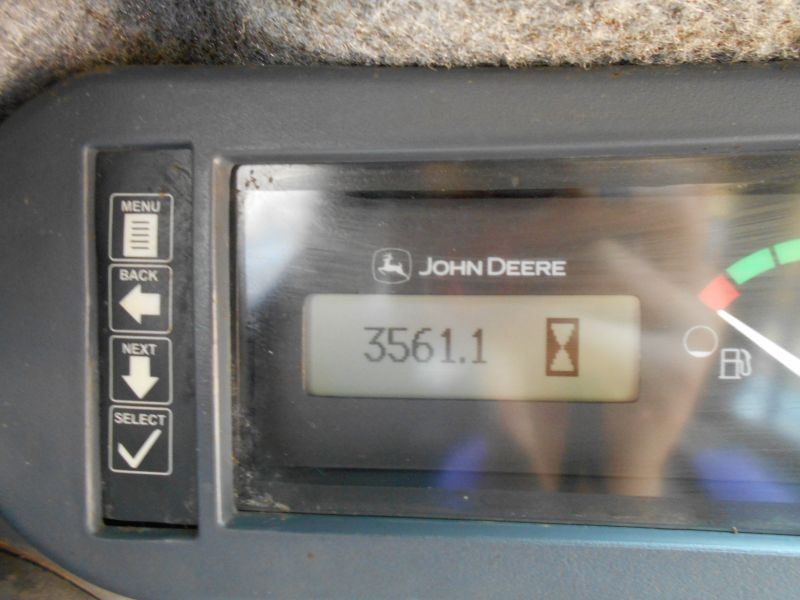 MENU
BACK
NEXT
SELECT
JOHN DEERE
3561.1